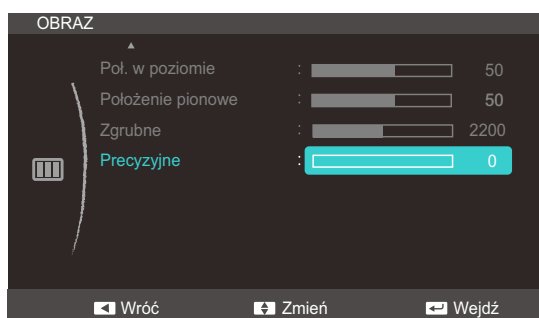 OBRAZ
Poł. w poziomie : 50
Położenie pionowe : 50
Zgrubne : 2200
Precyzyjne : 0
Wróć Zmień Wejdź